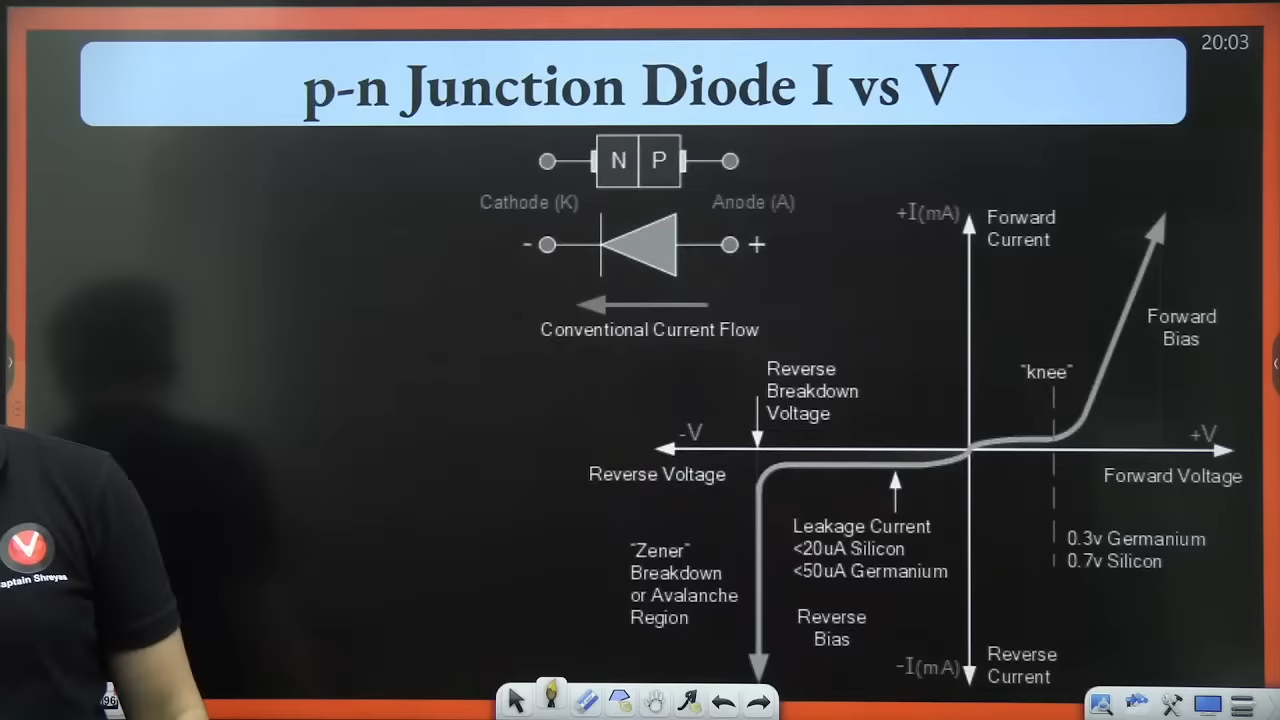 20:03
p-n Junction Diode I vs V
N P
Cathode (K)
Anode (A)
- +
Conventional Current Flow
+I(mA)
Forward
Current
Forward
Bias
"knee"
Reverse
Breakdown
Voltage
-V
+V
Reverse Voltage
Forward Voltage
Leakage Current
<20uA Silicon
<50uA Germanium
0.3v Germanium
0.7v Silicon
"Zener"
Breakdown
or Avalanche
Region
Reverse
Bias
-I(mA)
Reverse
Current
V
aptain Shreyas